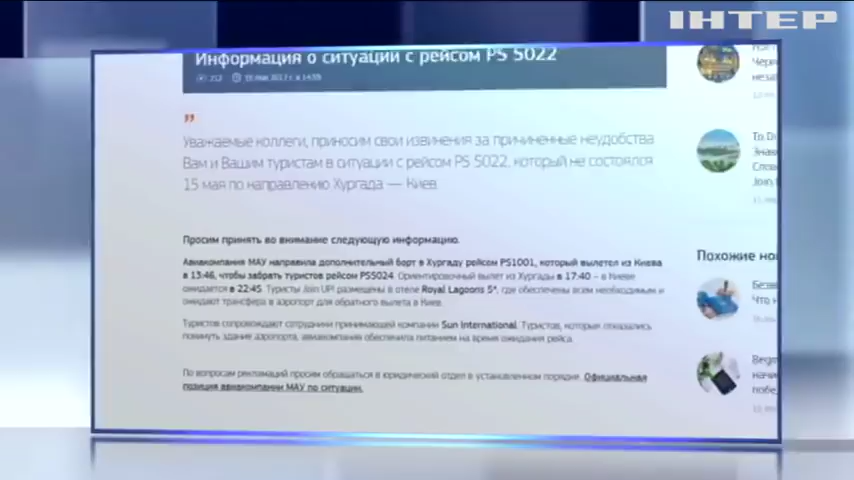 ІНТЕР
Информация о ситуации с рейсом PS 5022
Уважаемые коллеги, приносим свои извинения за причиненные неудобства
Вам и Вашим туристам в ситуации с рейсом PS 5022, который не состоялся
15 мая по направлению Хургада — Киев
Просим принять во внимание следующую информацию.
Авиакомпания МАУ направила дополнительный борт в Хургаду рейсом PS1001, который вылетел из Киева
в 13:46, чтобы забрать туристов рейсом PS5024. Ориентировочный вылет из Хургады в 17:40 – в Киеве
ожидается в 22:45. Туристы Join UP! размещены в отеле Royal Lagoons 5*, где обеспечены всем необходимым и
ожидают трансфера в аэропорт для обратного вылета в Киев.
Туристов сопровождают сотрудники принимающей компании Sun International. Туристов, которые отказались
покинуть здание аэропорта, авиакомпания обеспечила питанием на время ожидания рейса.
По вопросам рекламаций просим обращаться в юридический отдел в установленном порядке. Официальная
позиция авиакомпании МАУ по ситуации.
Похожие